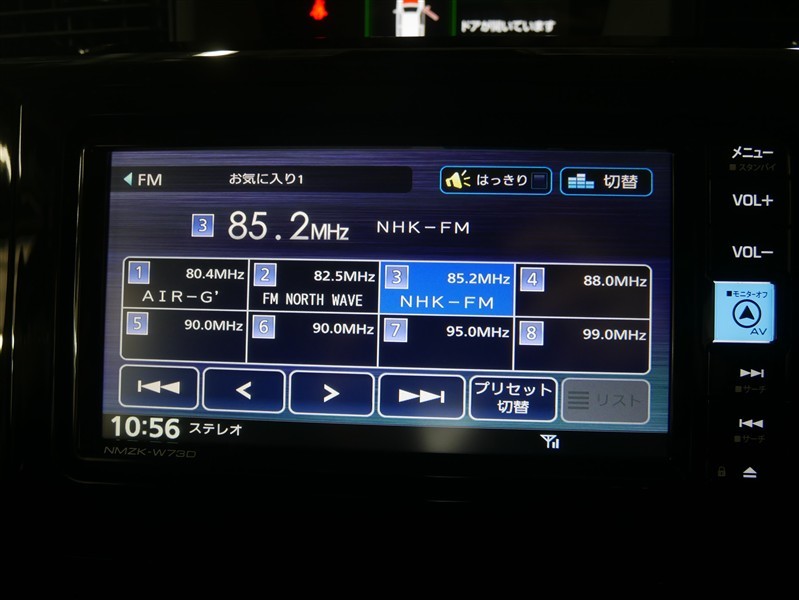 ドアが開いています
FM お気に入り1 はっきり 切替
3 85.2MHz NHK-FM
1 80.4MHz 2 82.5MHz 3 85.2MHz 4 88.0MHz
AIR-G' FM NORTH WAVE NHK-FM
5 90.0MHz 6 90.0MHz 7 95.0MHz 8 99.0MHz
プリセット
切替 リスト
10:56 ステレオ
NMZK-W73D
メニュー
スタンバイ
VOL+
VOL-
モニターオフ
AV
サーチ
サーチ